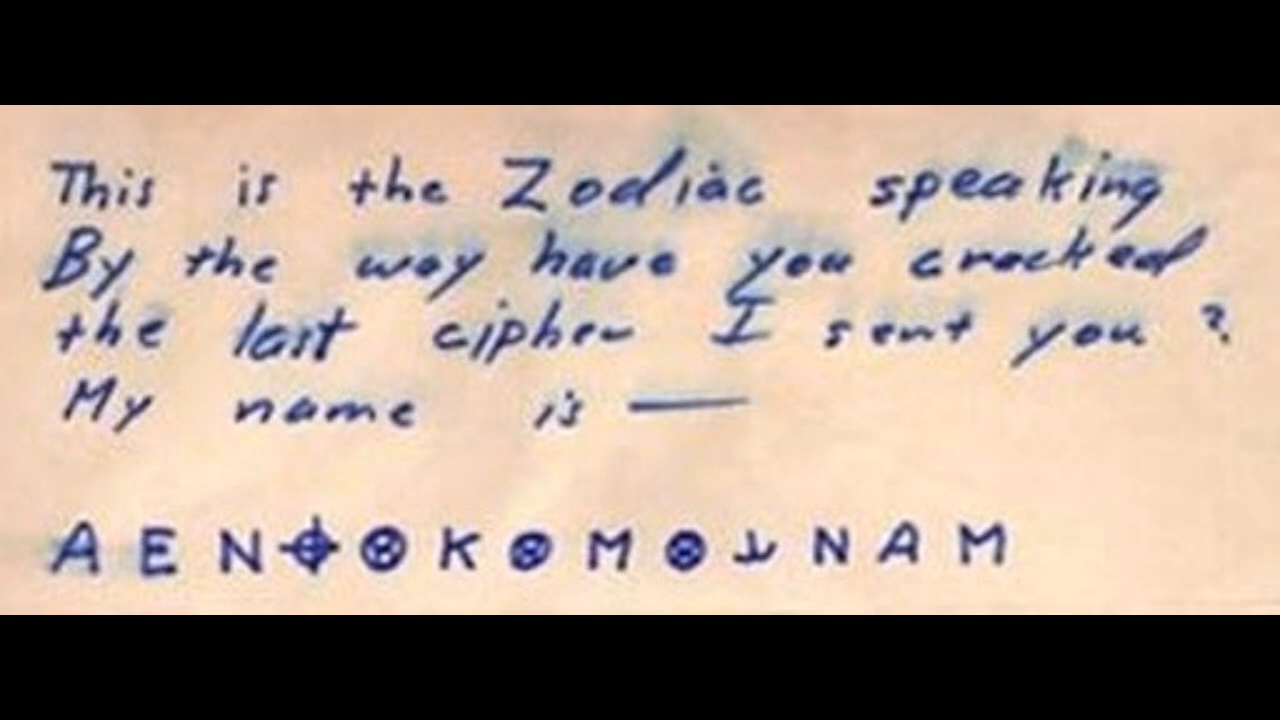 This is the Zodiac speaking
By the way have you cracked
the last cipher I sent you ?
My name is —
A E N ⌖ ⊗ K ⊗ M ⊗ N A M